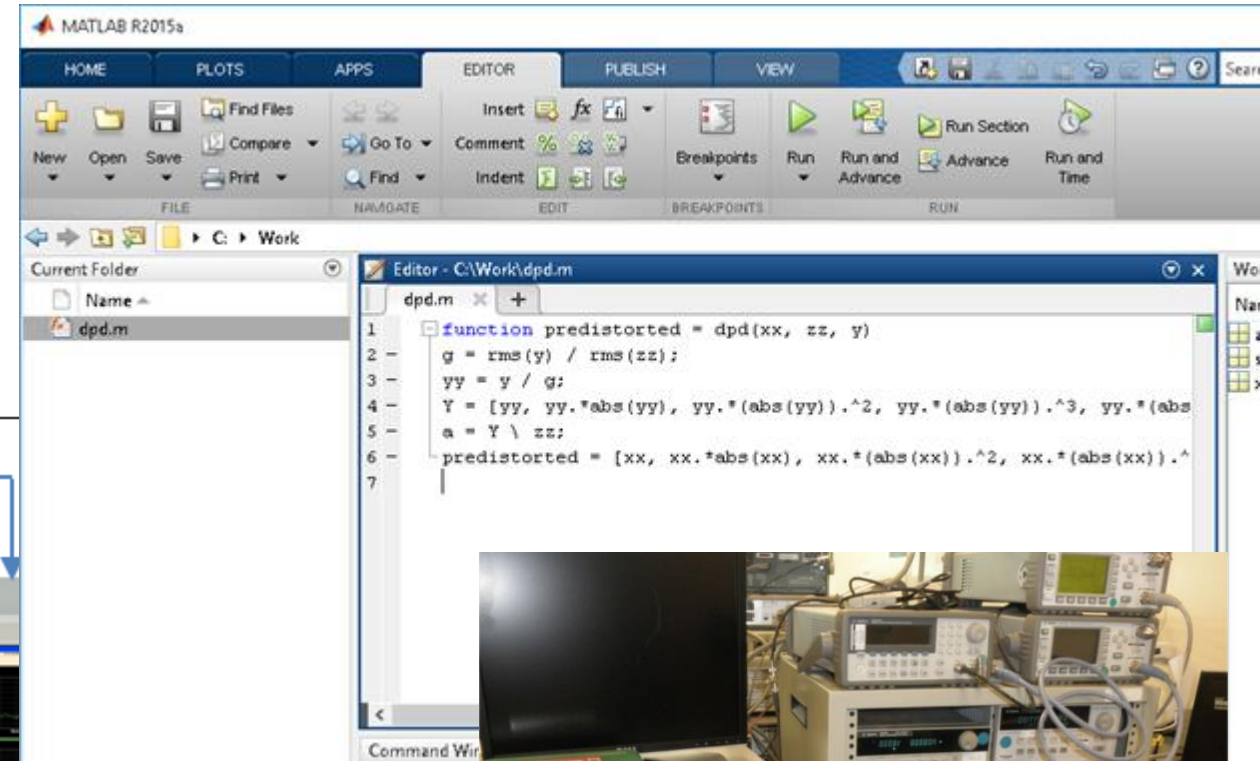 MATLAB R2015a
HOME PLOTS APPS EDITOR PUBLISH VIEW
Find Files Insert fx
New Open Save Compare Go To Comment % Breakpoints Run Run and Advance Run Section Advance Run and Time
Print Find Indent
FILE NAVIGATE EDIT BREAKPOINTS RUN
C: Work
Current Folder
Name
dpd.m
Editor - C:\Work\dpd.m
dpd.m +
1 function predistorted = dpd(xx, zz, y)
2 - g = rms(y) / rms(zz);
3 - yy = y / g;
4 - Y = [yy, yy.*abs(yy), yy.*(abs(yy)).^2, yy.*(abs(yy)).^3, yy.*(abs
5 - a = Y \ zz;
6 - predistorted = [xx, xx.*abs(xx), xx.*(abs(xx)).^2, xx.*(abs(xx)).^
7
Command Win